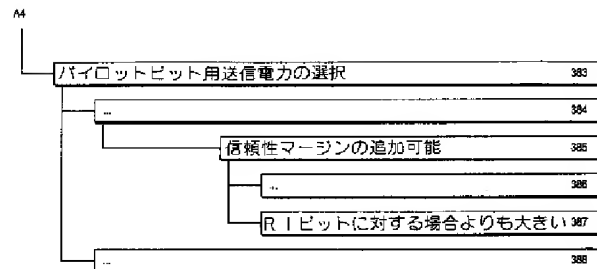 A4
パイロットビット用送信電力の選択 383
... 384
信頼性マージンの追加可能 385
... 386
RIビットに対する場合よりも大きい 387
... 388